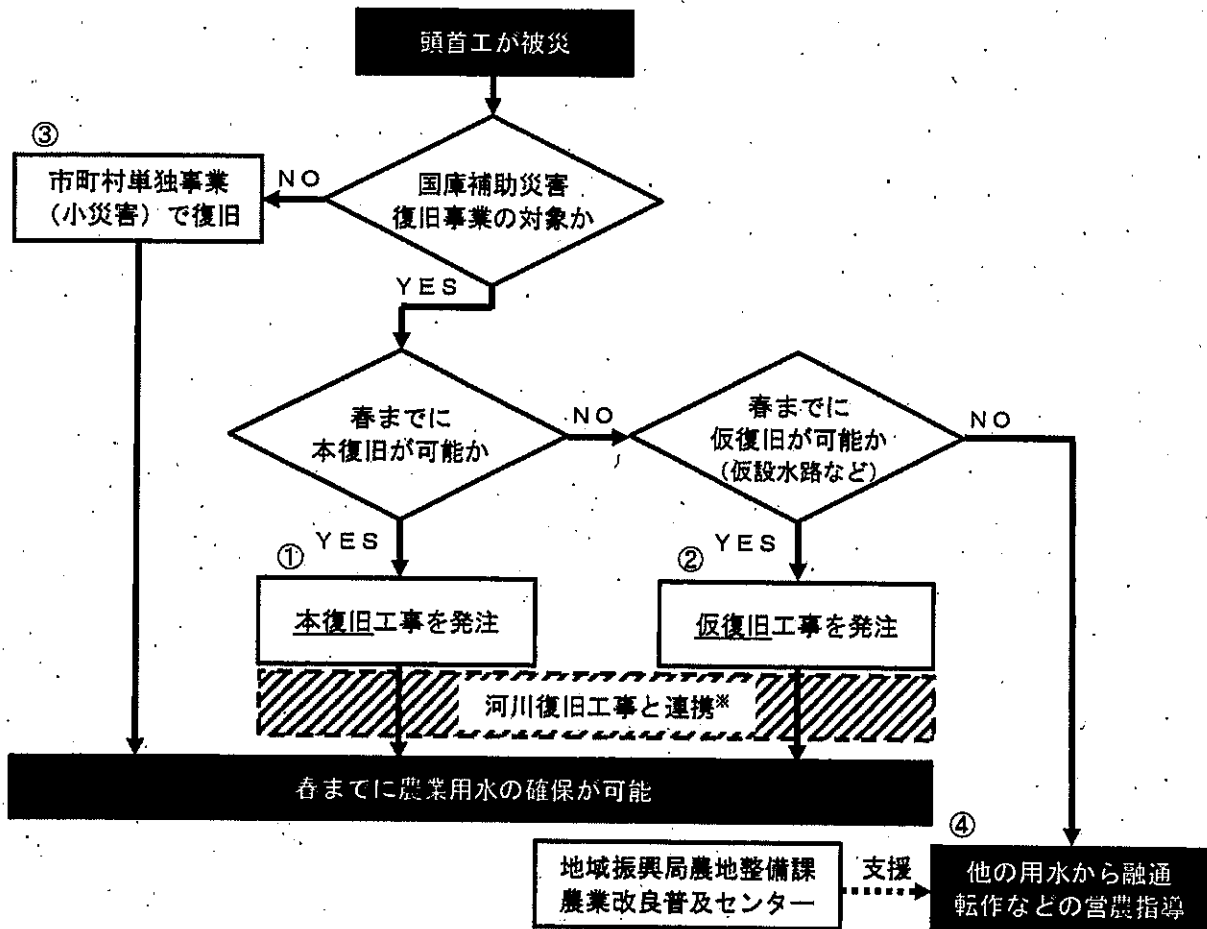 頭首工が被災
③
市町村単独事業
（小災害）で復旧
NO
国庫補助災害
復旧事業の対象か
YES
春までに
本復旧が可能か
NO
春までに
仮復旧が可能か
（仮設水路など）
NO
YES
①
本復旧工事を発注
YES
②
仮復旧工事を発注
河川復旧工事と連携※
春までに農業用水の確保が可能
④
地域振興局農地整備課
農業改良普及センター
支援
他の用水から融通
転作などの営農指導